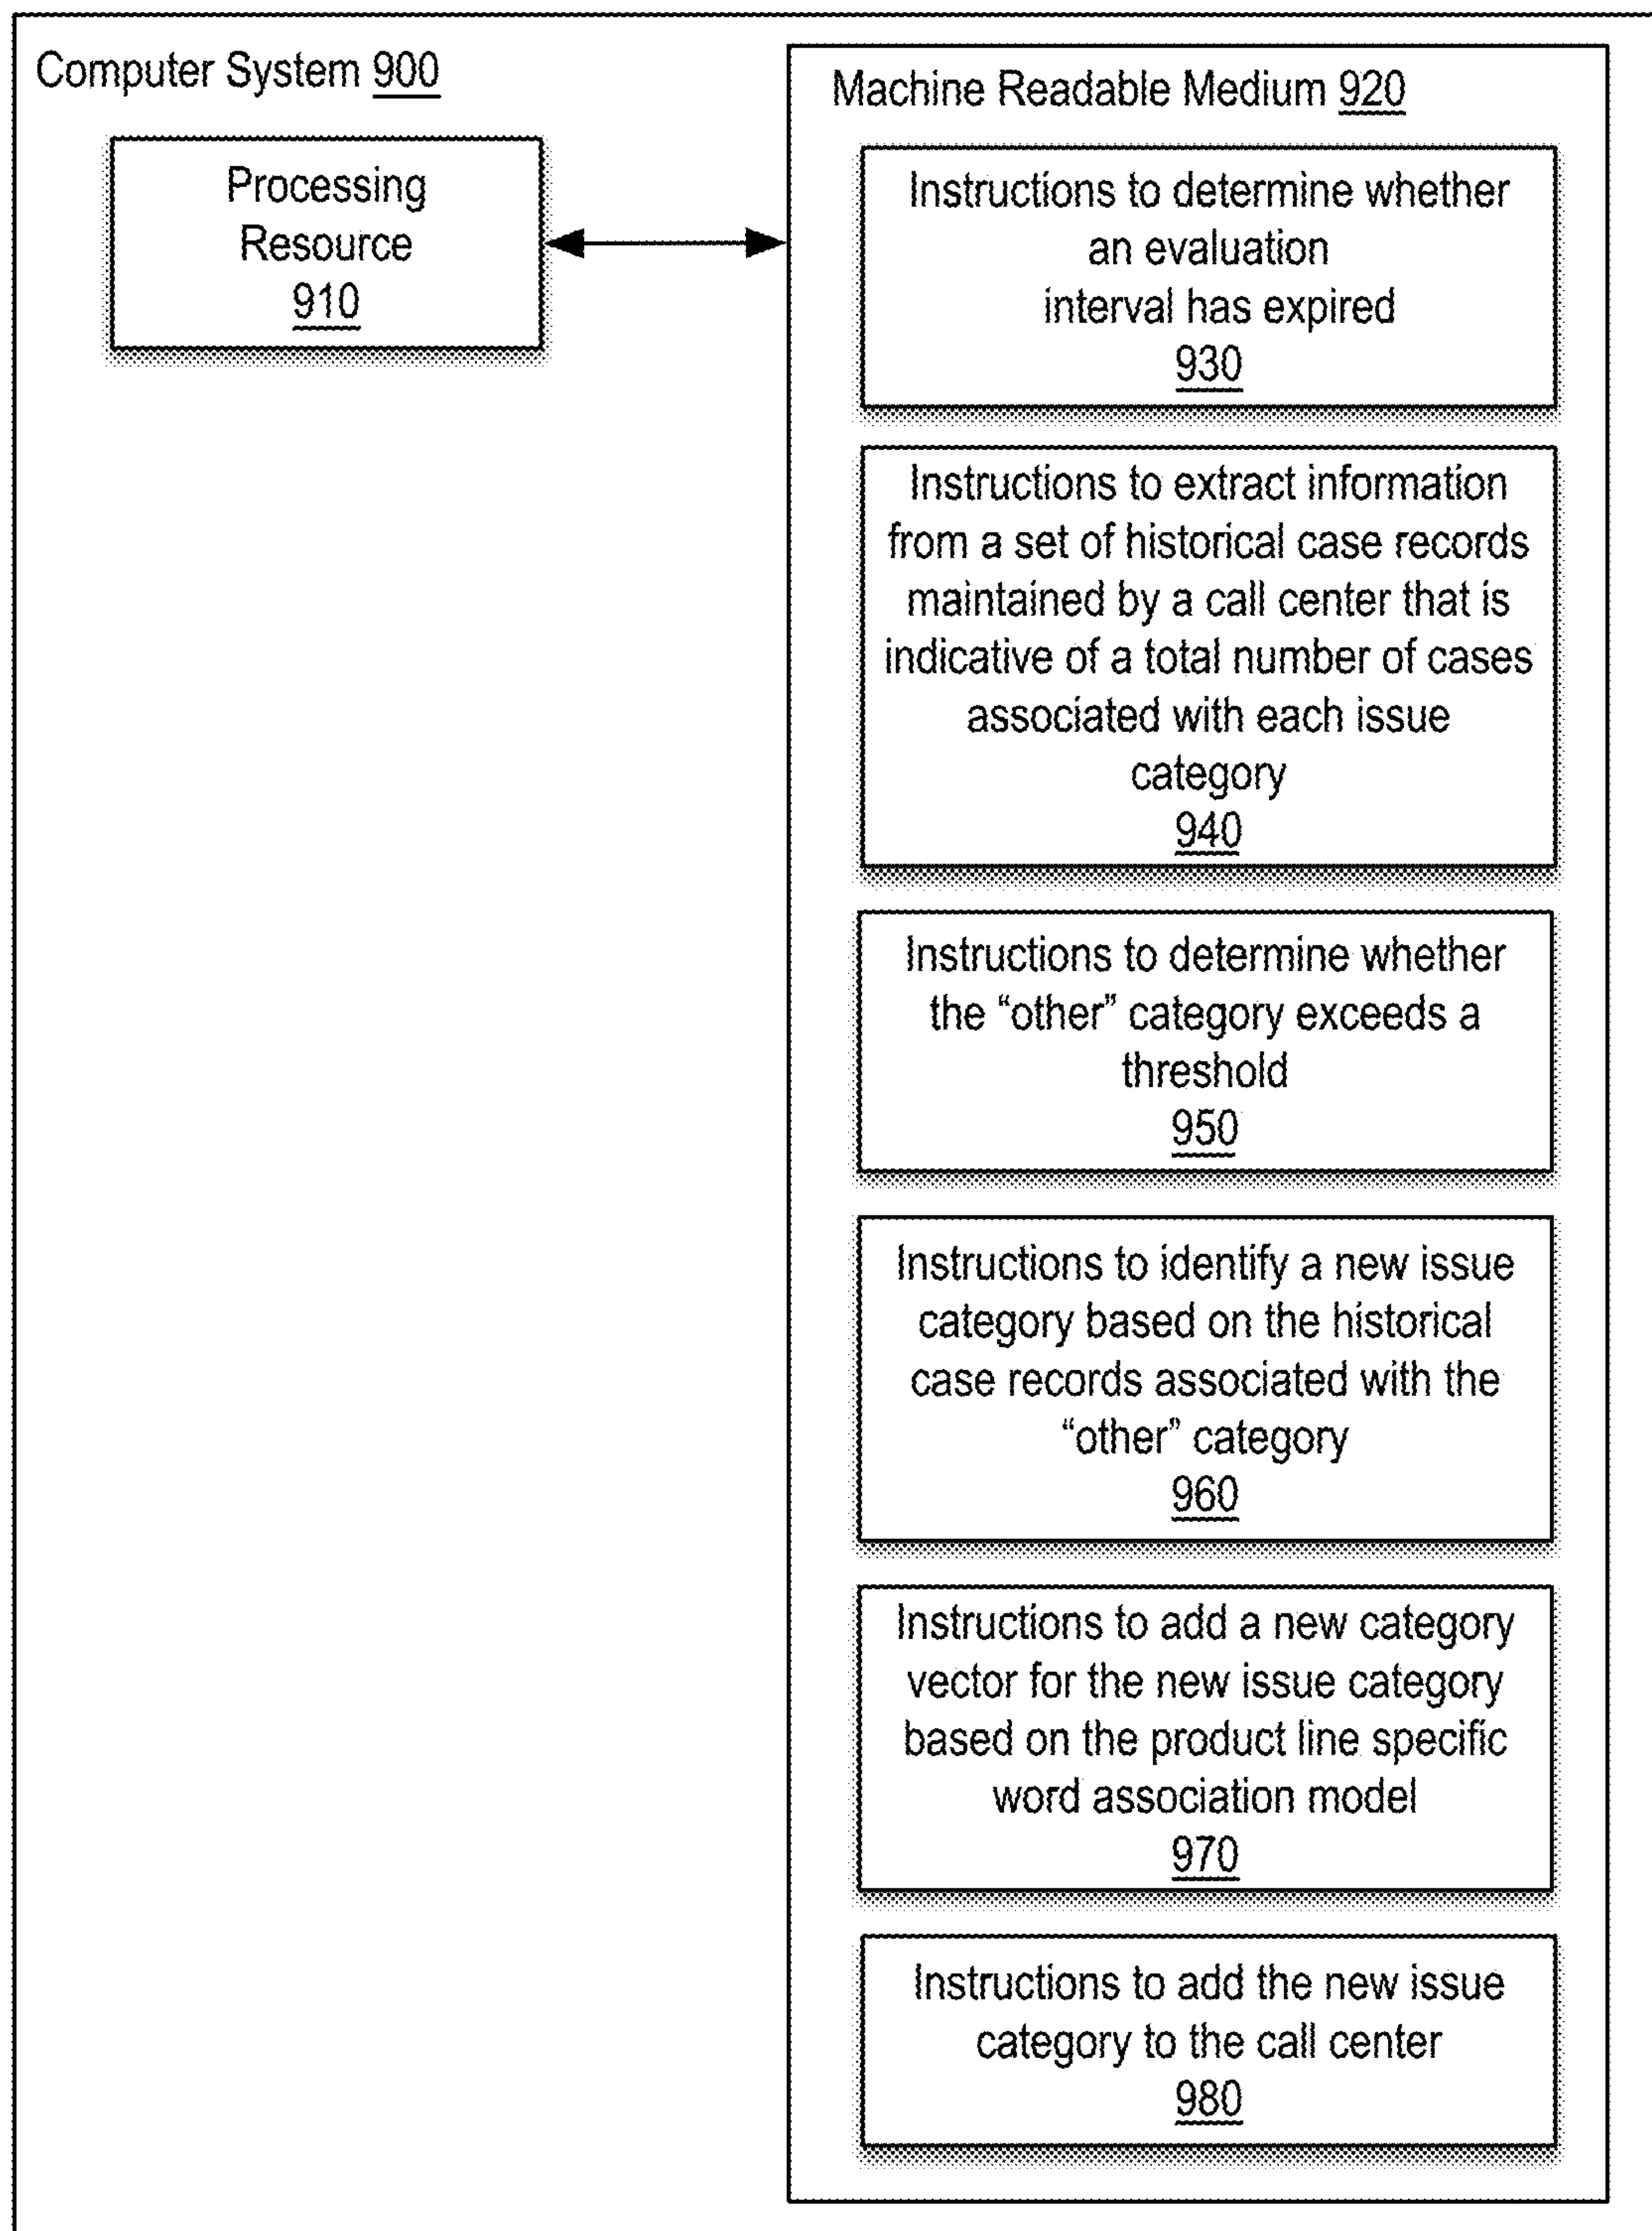 Computer System 900
Processing
Resource
910
Machine Readable Medium 920
Instructions to determine whether
an evaluation
interval has expired
930
Instructions to extract information
from a set of historical case records
maintained by a call center that is
indicative of a total number of cases
associated with each issue
category
940
Instructions to determine whether
the “other” category exceeds a
threshold
950
Instructions to identify a new issue
category based on the historical
case records associated with the
“other” category
960
Instructions to add a new category
vector for the new issue category
based on the product line specific
word association model
970
Instructions to add the new issue
category to the call center
980